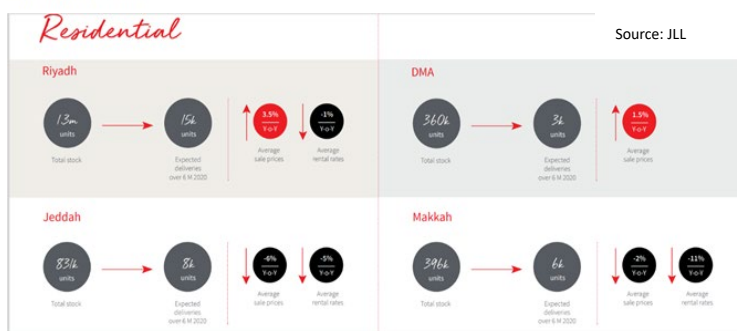 Residential
Source: JLL
Riyadh
13m
units
Total stock
15k
units
Expected
deliveries
over 6 M 2020
3.5%
Y-o-Y
Average
sale prices
-1%
Y-o-Y
Average
rental rates
DMA
360k
units
Total stock
3k
units
Expected
deliveries
over 6 M 2020
1.5%
Y-o-Y
Average
sale prices
Jeddah
831k
units
Total stock
8k
units
Expected
deliveries
over 6 M 2020
-6%
Y-o-Y
Average
sale prices
-5%
Y-o-Y
Average
rental rates
Makkah
396k
units
Total stock
6k
units
Expected
deliveries
over 6 M 2020
-2%
Y-o-Y
Average
sale prices
-11%
Y-o-Y
Average
rental rates